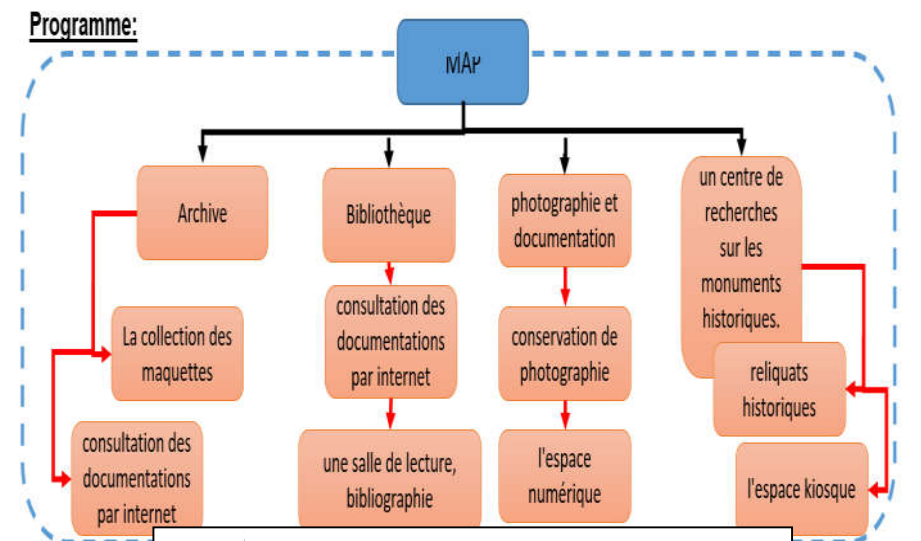 Programme:
MAP
Archive
Bibliothèque
photographie et
documentation
un centre de
recherches
sur les
monuments
historiques.
La collection des
maquettes
consultation des
documentations
par internet
consultation des
documentations
par internet
une salle de lecture,
bibliographie
conservation de
photographie
l'espace
numérique
reliquats
historiques
l'espace kiosque